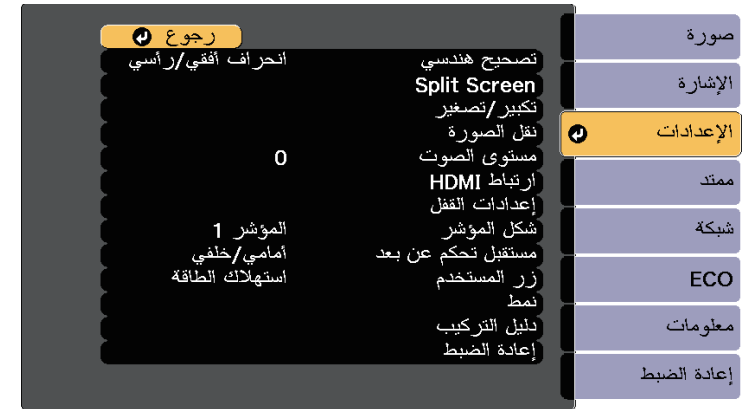 رجوع
تصحيح هندسي انحراف أفقي/رأسي
Split Screen
تكبير/تصغير
نقل الصورة
مستوى الصوت 0
ارتباط HDMI
إعدادات القفل
شكل المؤشر المؤشر 1
مستقبل تحكم عن بعد أمامي/خلفي
زر المستخدم استهلاك الطاقة
نمط
دليل التركيب
إعادة الضبط
صورة
الإشارة
الإعدادات
ممتد
شبكة
ECO
معلومات
إعادة الضبط